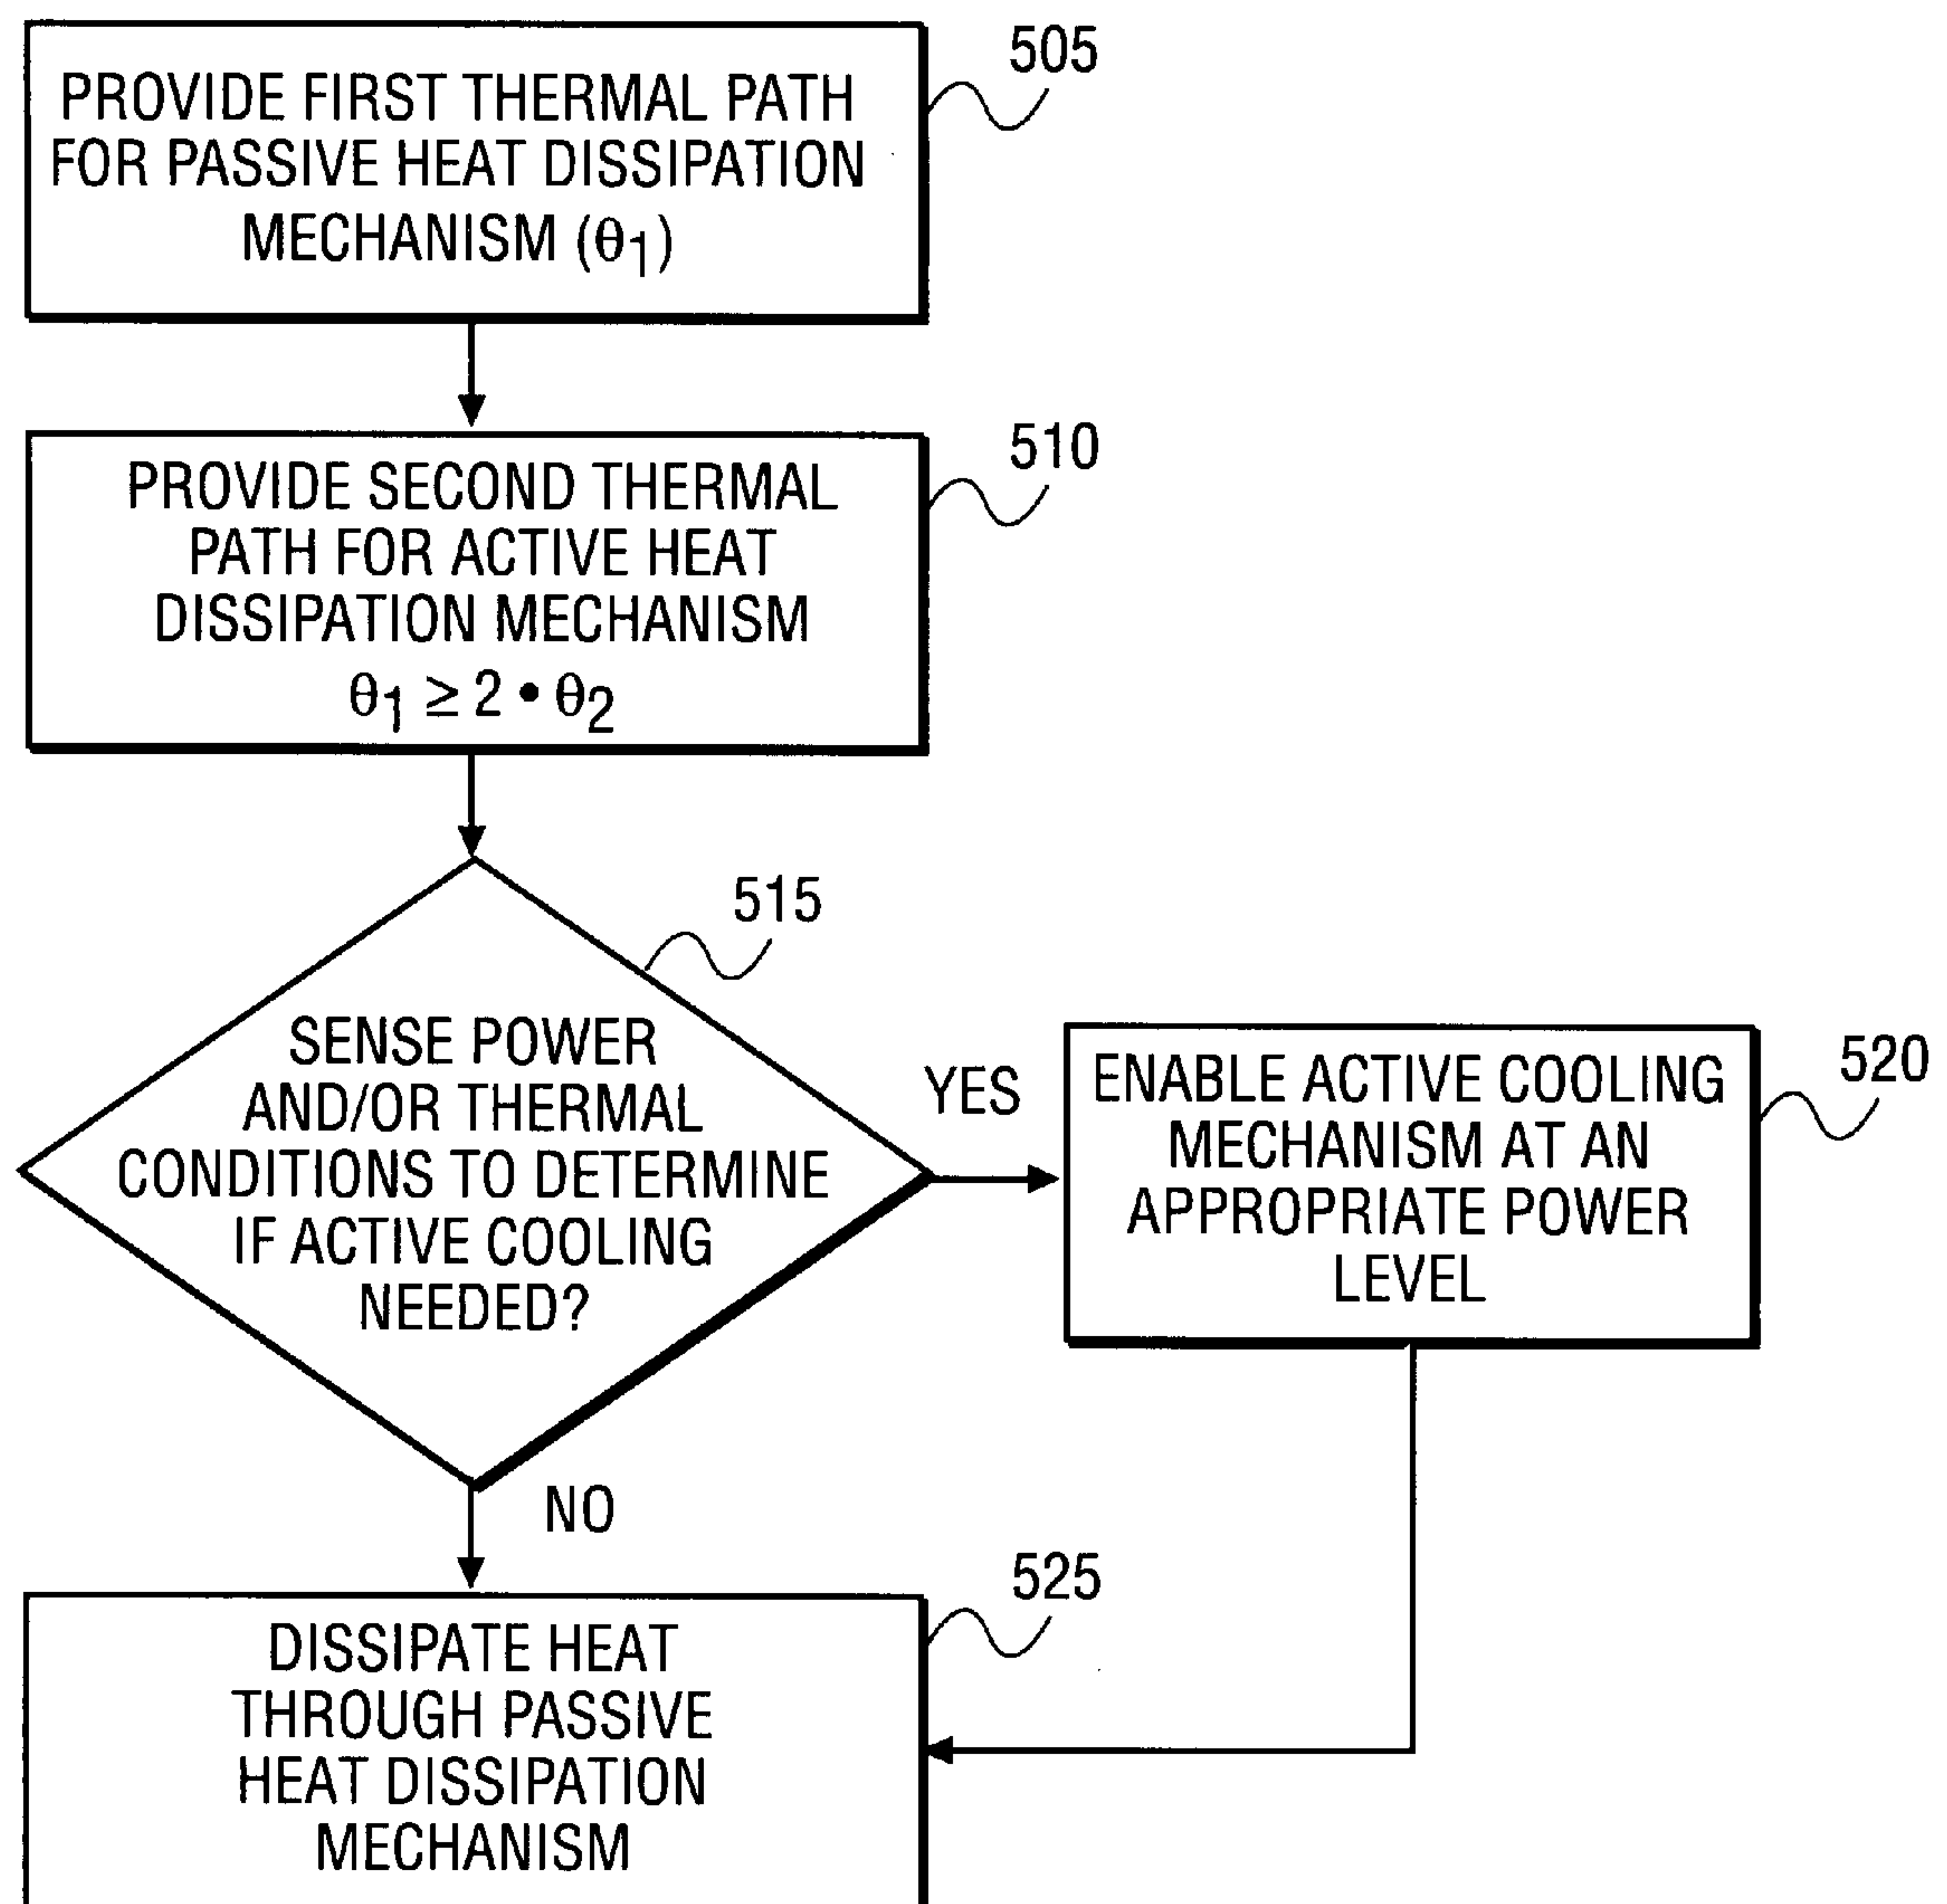 505
PROVIDE FIRST THERMAL PATH
FOR PASSIVE HEAT DISSIPATION
MECHANISM (θ1)
510
PROVIDE SECOND THERMAL
PATH FOR ACTIVE HEAT
DISSIPATION MECHANISM
θ1 ≥ 2 • θ2
515
SENSE POWER
AND/OR THERMAL
CONDITIONS TO DETERMINE
IF ACTIVE COOLING
NEEDED?
YES
520
ENABLE ACTIVE COOLING
MECHANISM AT AN
APPROPRIATE POWER
LEVEL
NO
525
DISSIPATE HEAT
THROUGH PASSIVE
HEAT DISSIPATION
MECHANISM